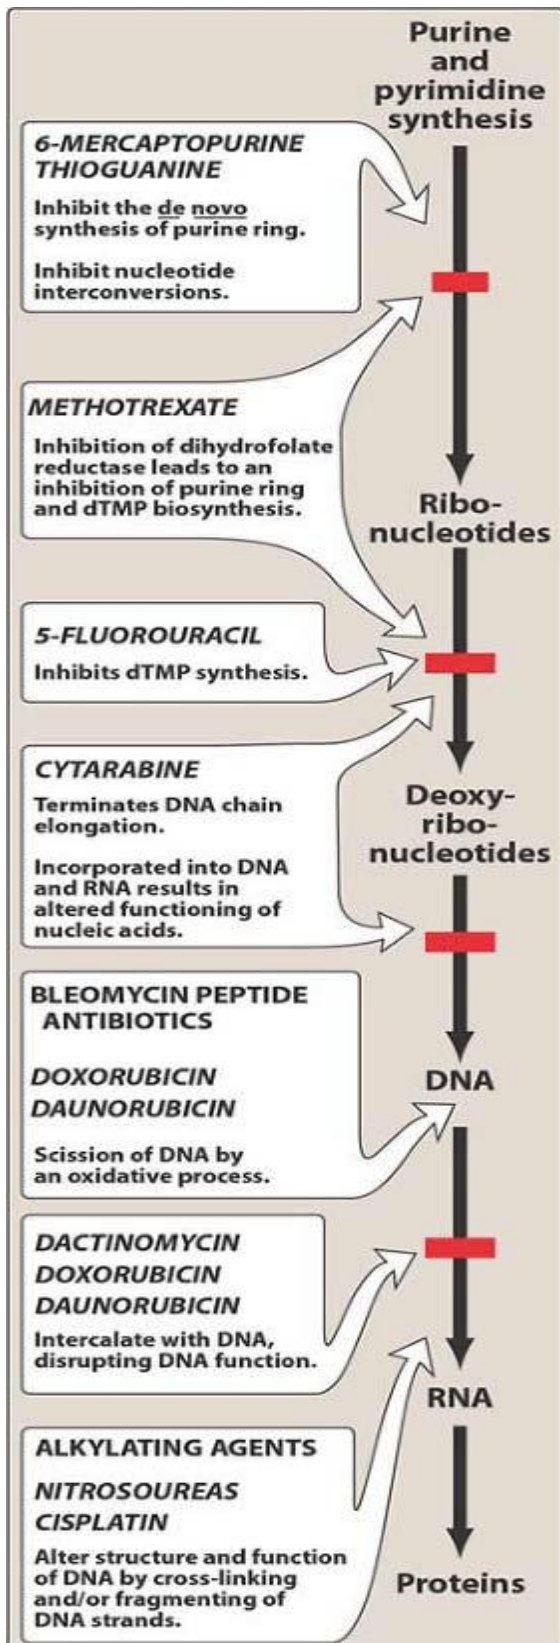 Purine
and
pyrimidine
synthesis
6-MERCAPTOPURINE
THIOGUANINE
Inhibit the de novo
synthesis of purine ring.
Inhibit nucleotide
interconversions.
METHOTREXATE
Inhibition of dihydrofolate
reductase leads to an
inhibition of purine ring
and dTMP biosynthesis.
Ribo-
nucleotides
5-FLUOROURACIL
Inhibits dTMP synthesis.
CYTARABINE
Terminates DNA chain
elongation.
Incorporated into DNA
and RNA results in
altered functioning of
nucleic acids.
Deoxy-
ribo-
nucleotides
BLEOMYCIN PEPTIDE
ANTIBIOTICS
DOXORUBICIN
DAUNORUBICIN
Scission of DNA by
an oxidative process.
DNA
DACTINOMYCIN
DOXORUBICIN
DAUNORUBICIN
Intercalate with DNA,
disrupting DNA function.
RNA
ALKYLATING AGENTS
NITROSOUREAS
CISPLATIN
Alter structure and function
of DNA by cross-linking
and/or fragmenting of
DNA strands.
Proteins